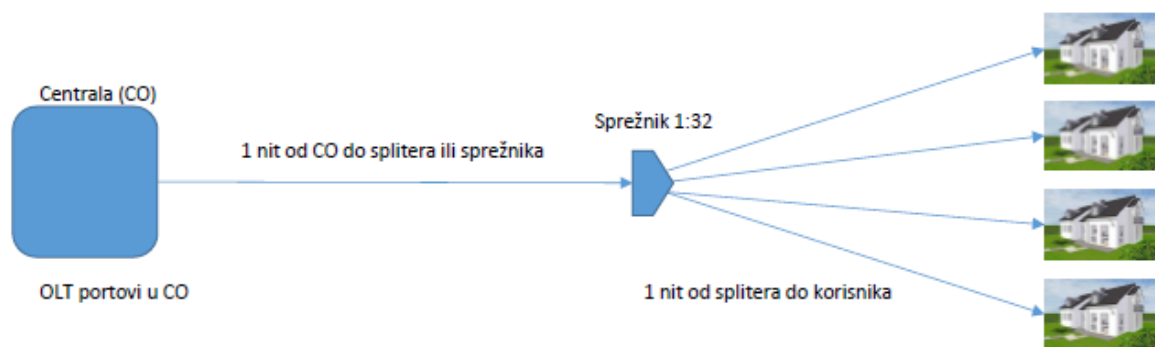 Centrala (CO)
Sprežnik 1:32
1 nit od CO do splitera ili sprežnika
OLT portovi u CO
1 nit od splitera do korisnika